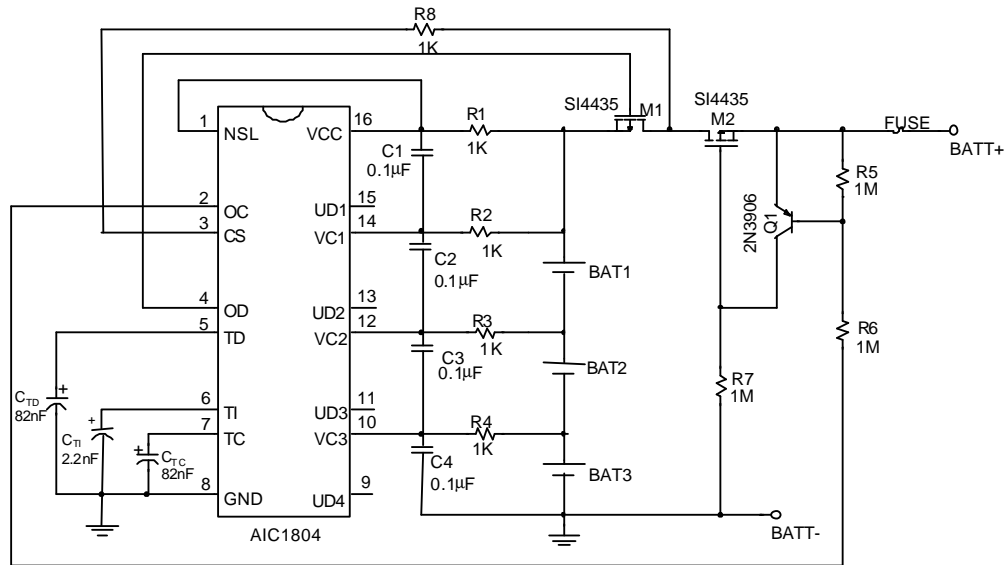 R8
1K
SI4435
M1
SI4435
M2
FUSE
BATT+
1
NSL
VCC
16
R1
1K
C1
0.1μF
R5
1M
2
OC
UD1
15
3
CS
VC1
14
R2
1K
2N3906
Q1
C2
0.1μF
BAT1
4
OD
UD2
13
5
TD
VC2
12
R3
1K
R6
1M
C3
0.1μF
BAT2
R7
1M
CTD
82nF
6
TI
UD3
11
CTI
2.2nF
7
TC
VC3
10
R4
1K
CTC
82nF
C4
0.1μF
BAT3
8
GND
UD4
9
AIC1804
BATT-